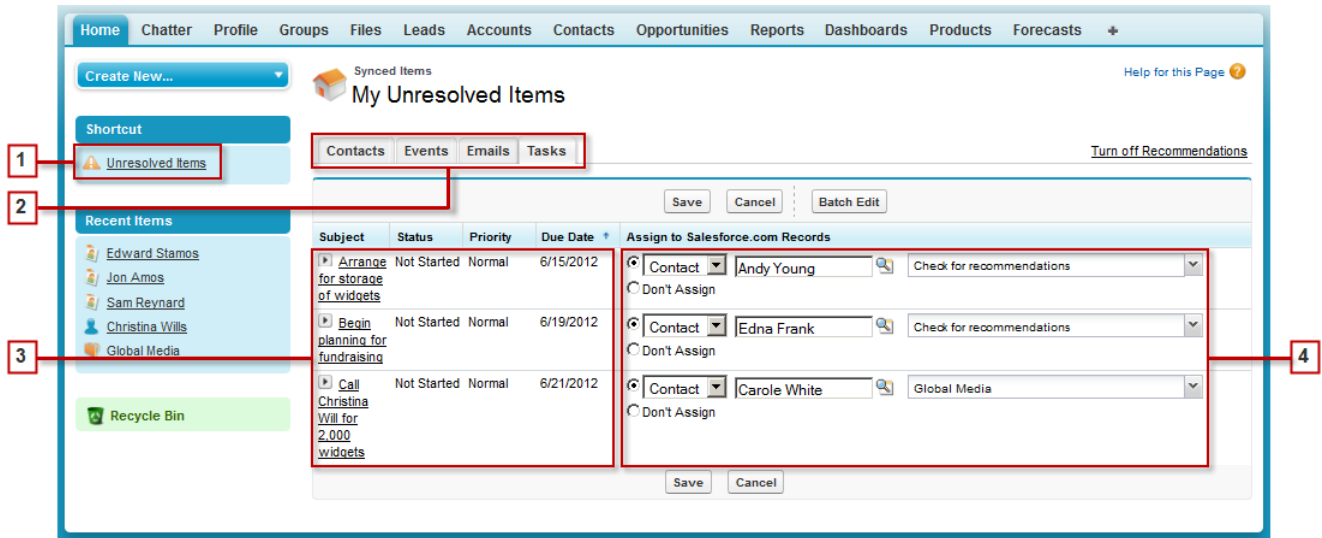 Home Chatter Profile Groups Files Leads Accounts Contacts Opportunities Reports Dashboards Products Forecasts +
Create New...
Synced Items
My Unresolved Items
Help for this Page ?
Shortcut
1
Unresolved Items
Contacts Events Emails Tasks
Turn off Recommendations
2
Save Cancel Batch Edit
Recent Items
Edward Stamos
Jon Amos
Sam Reynard
Christina Wills
Global Media
3
Recycle Bin
Subject Status Priority Due Date Assign to Salesforce.com Records
Arrange Not Started Normal 6/15/2012 Contact Andy Young Check for recommendations
for storage
of widgets
Don't Assign
Begin Not Started Normal 6/19/2012 Contact Edna Frank Check for recommendations
planning for
fundraising
Don't Assign
4
Call Not Started Normal 6/21/2012 Contact Carole White Global Media
Christina
Will for
2,000
widgets
Don't Assign
Save Cancel